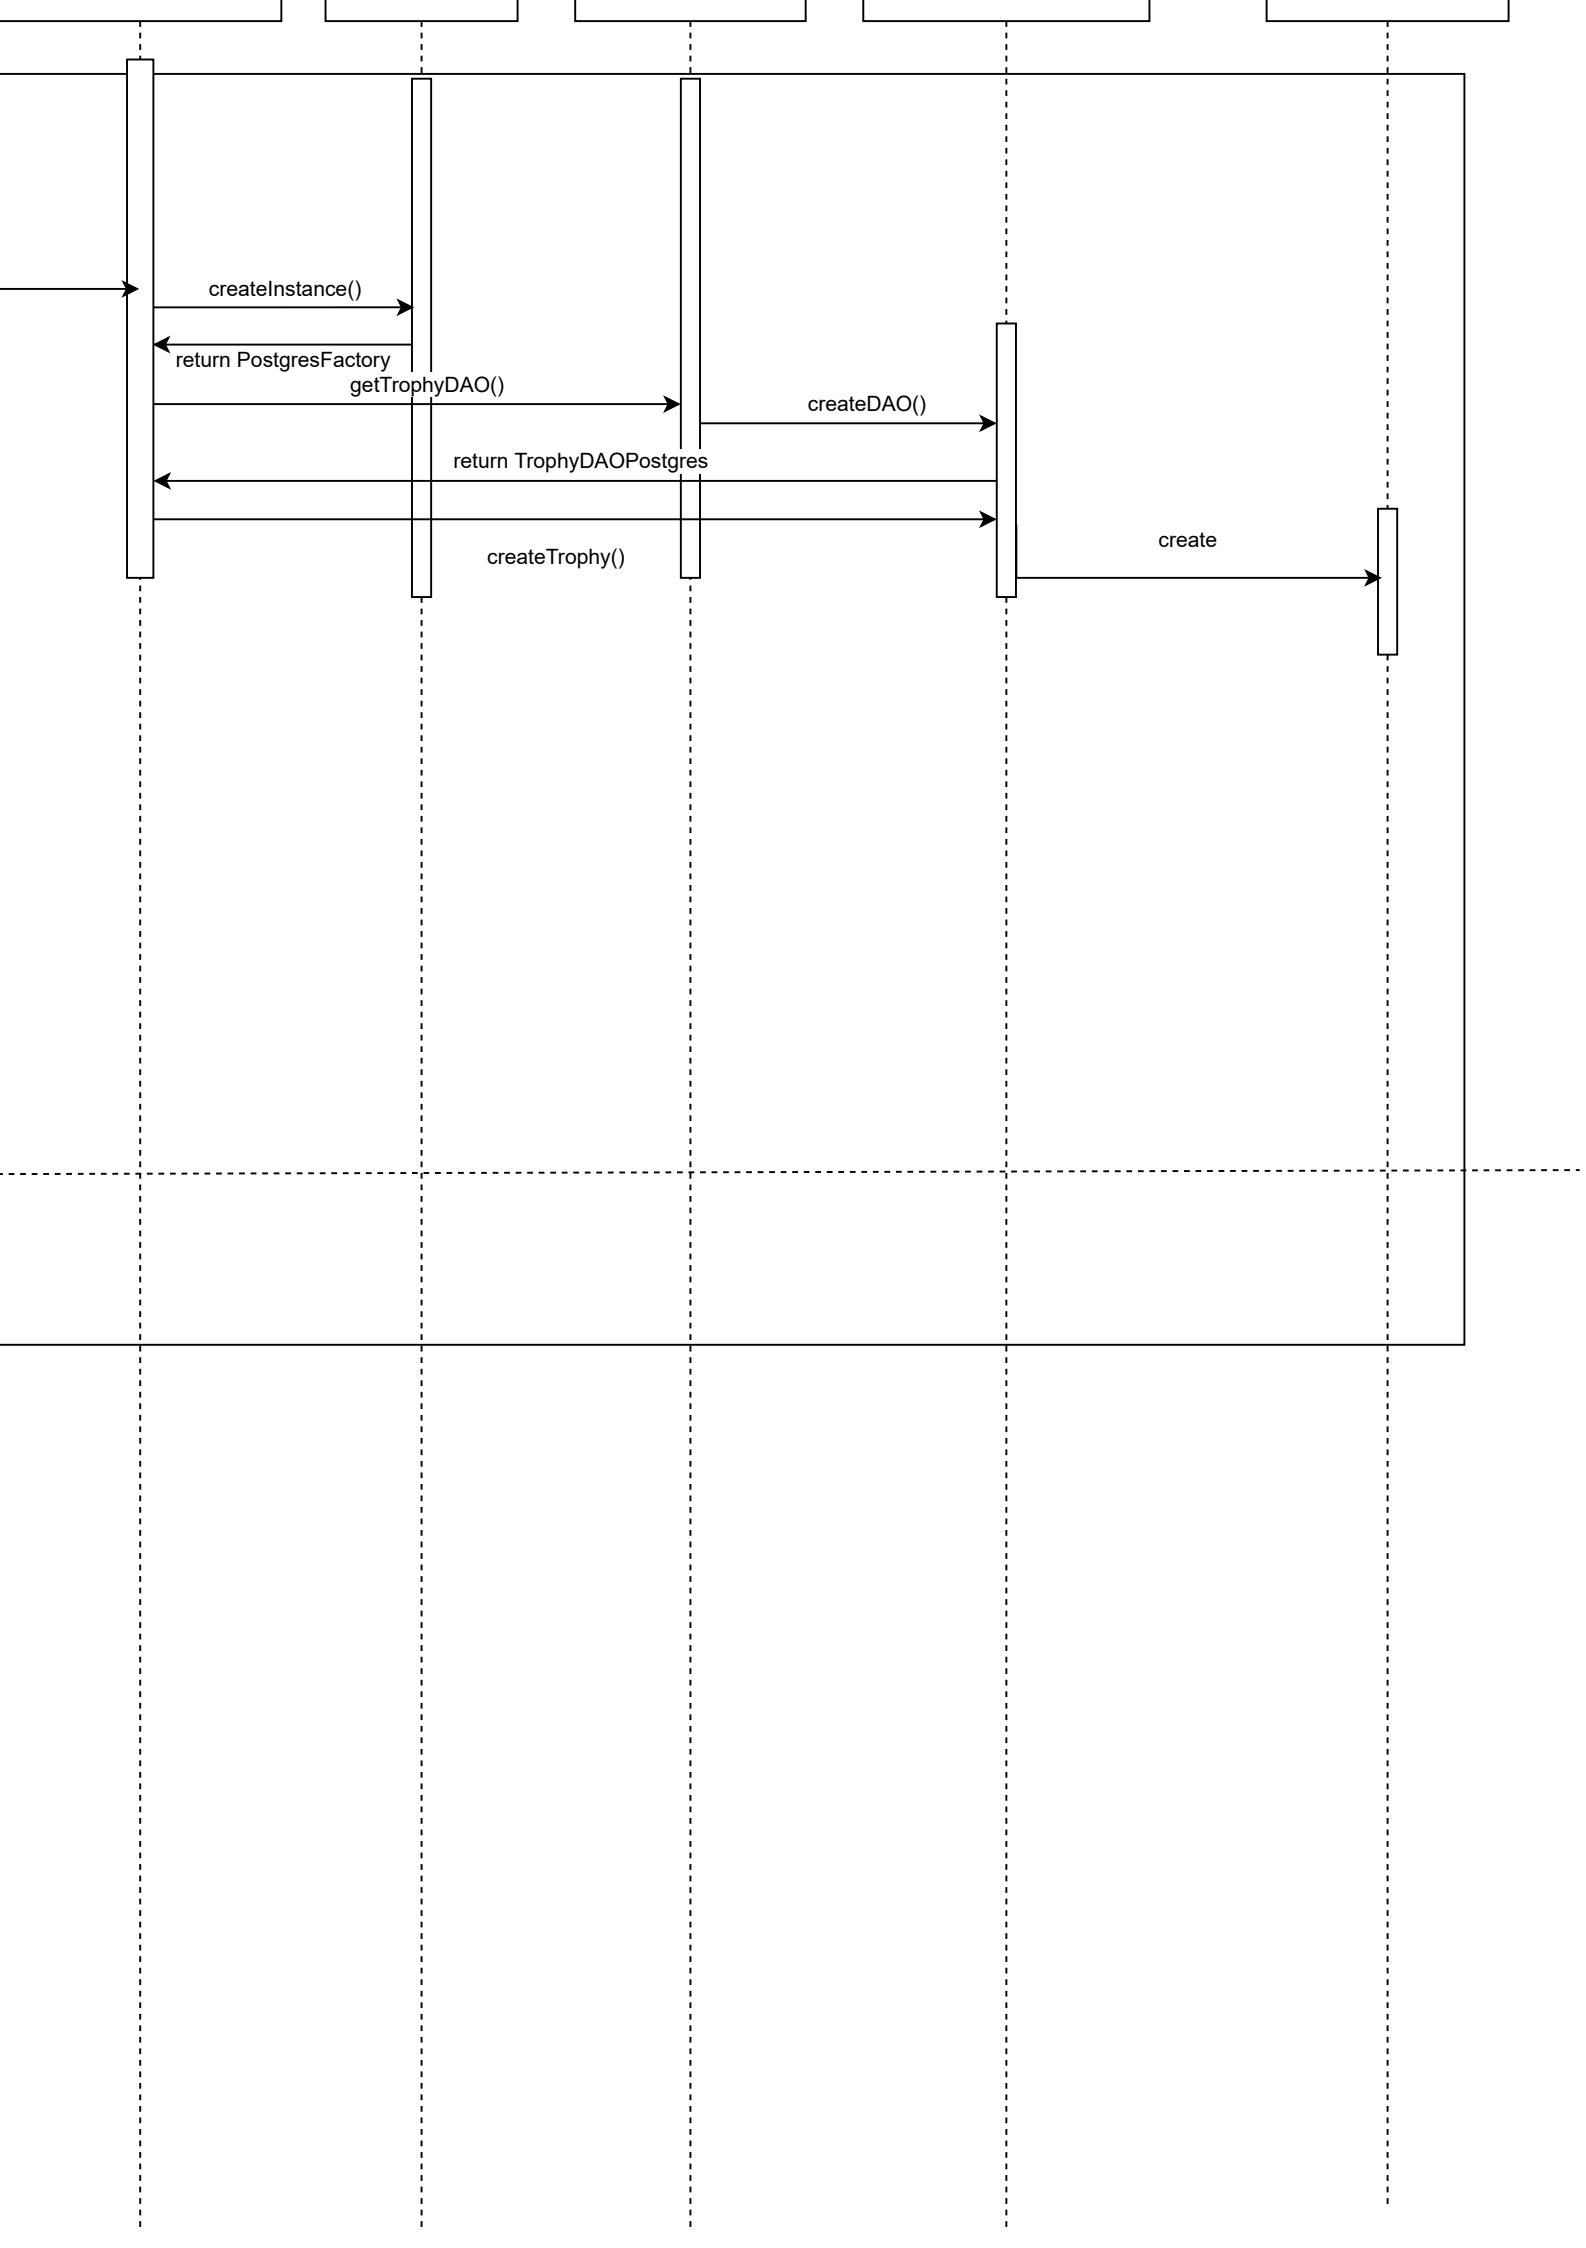 createInstance()
return PostgresFactory
getTrophyDAO()
createDAO()
return TrophyDAOPostgres
createTrophy()
create